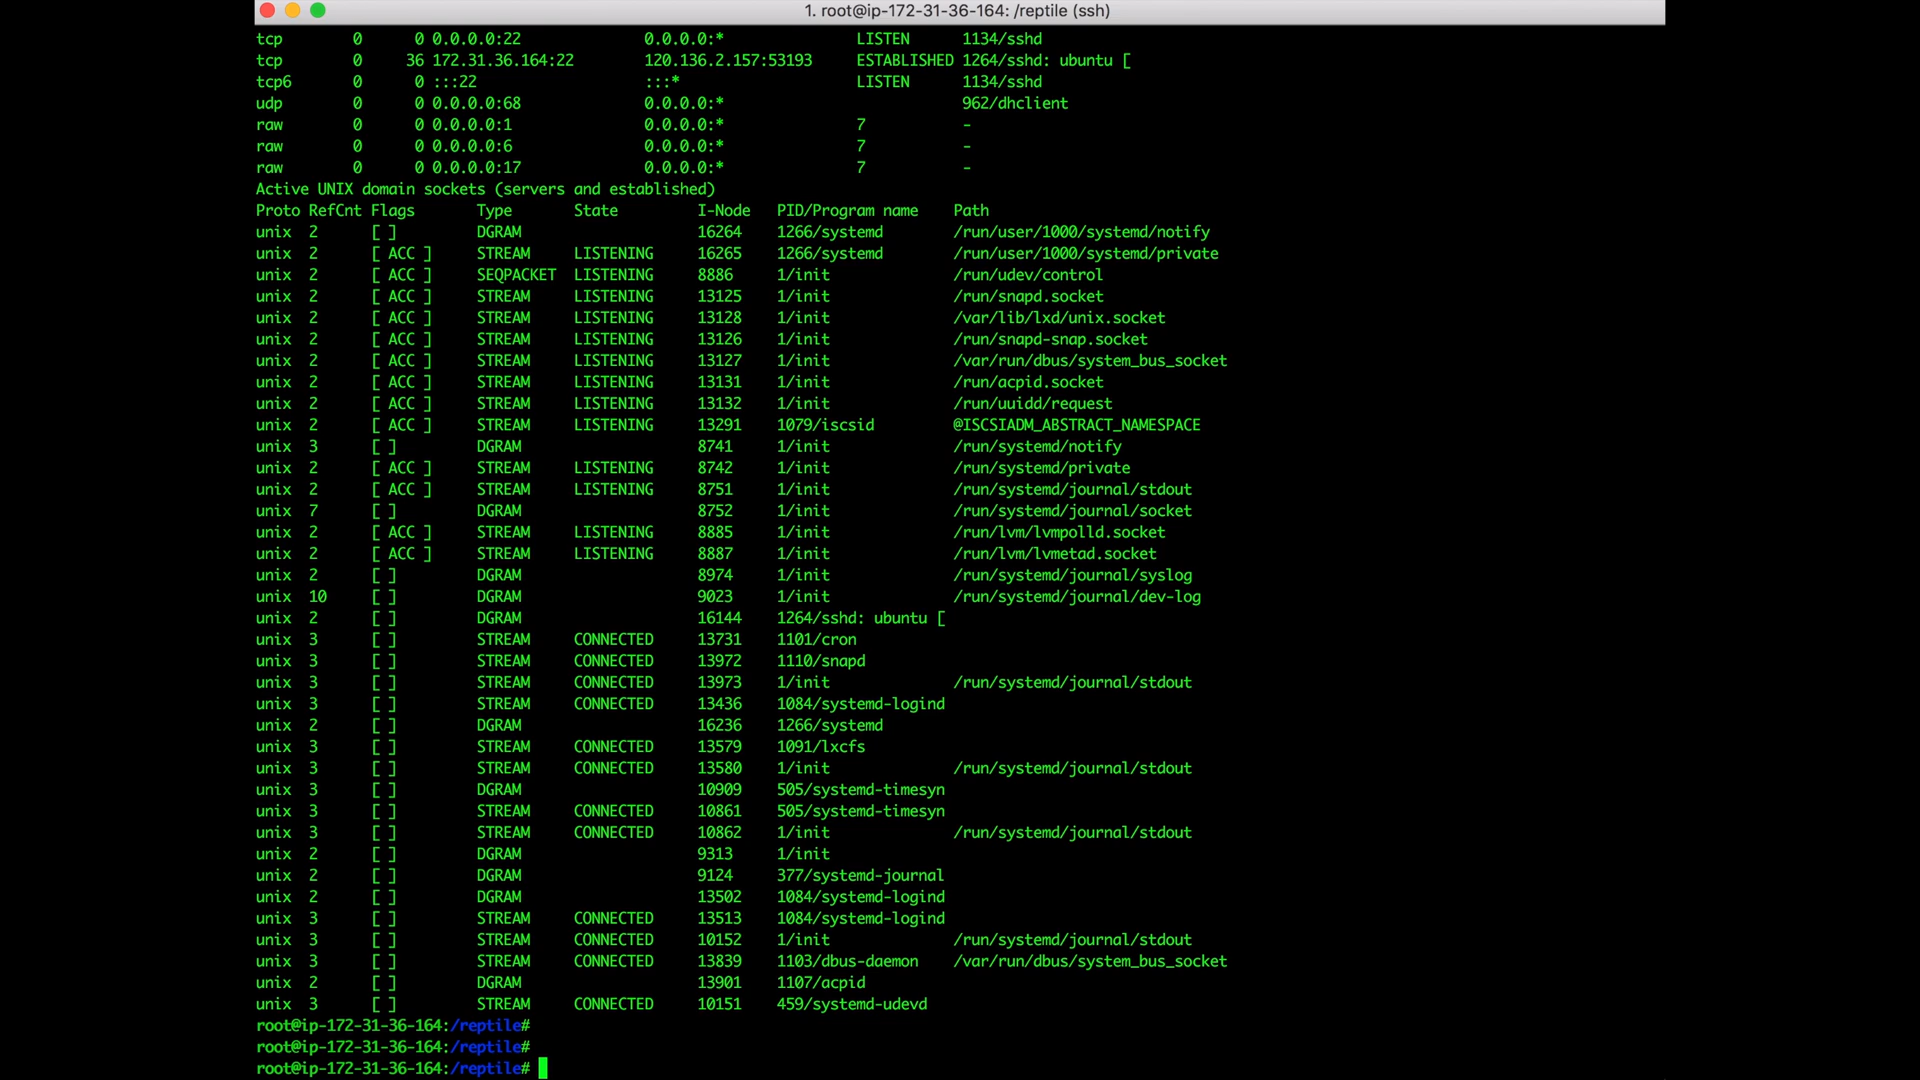 1. root@ip-172-31-36-164: /reptile (ssh)
tcp 0 0 0.0.0.0:22 0.0.0.0:* LISTEN 1134/sshd
tcp 0 36 172.31.36.164:22 120.136.2.157:53193 ESTABLISHED 1264/sshd: ubuntu [
tcp6 0 0 :::22 :::* LISTEN 1134/sshd
udp 0 0 0.0.0.0:68 0.0.0.0:* 962/dhclient
raw 0 0 0.0.0.0:1 0.0.0.0:* 7 -
raw 0 0 0.0.0.0:6 0.0.0.0:* 7 -
raw 0 0 0.0.0.0:17 0.0.0.0:* 7 -
Active UNIX domain sockets (servers and established)
Proto RefCnt Flags Type State I-Node PID/Program name Path
unix 2 [ ] DGRAM 16264 1266/systemd /run/user/1000/systemd/notify
unix 2 [ ACC ] STREAM LISTENING 16265 1266/systemd /run/user/1000/systemd/private
unix 2 [ ACC ] SEQPACKET LISTENING 8886 1/init /run/udev/control
unix 2 [ ACC ] STREAM LISTENING 13125 1/init /run/snapd.socket
unix 2 [ ACC ] STREAM LISTENING 13128 1/init /var/lib/lxd/unix.socket
unix 2 [ ACC ] STREAM LISTENING 13126 1/init /run/snapd-snap.socket
unix 2 [ ACC ] STREAM LISTENING 13127 1/init /var/run/dbus/system_bus_socket
unix 2 [ ACC ] STREAM LISTENING 13131 1/init /run/acpid.socket
unix 2 [ ACC ] STREAM LISTENING 13132 1/init /run/uuidd/request
unix 2 [ ACC ] STREAM LISTENING 13291 1079/iscsid @ISCSIADM_ABSTRACT_NAMESPACE
unix 3 [ ] DGRAM 8741 1/init /run/systemd/notify
unix 2 [ ACC ] STREAM LISTENING 8742 1/init /run/systemd/private
unix 2 [ ACC ] STREAM LISTENING 8751 1/init /run/systemd/journal/stdout
unix 7 [ ] DGRAM 8752 1/init /run/systemd/journal/socket
unix 2 [ ACC ] STREAM LISTENING 8885 1/init /run/lvm/lvmpolld.socket
unix 2 [ ACC ] STREAM LISTENING 8887 1/init /run/lvm/lvmetad.socket
unix 2 [ ] DGRAM 8974 1/init /run/systemd/journal/syslog
unix 10 [ ] DGRAM 9023 1/init /run/systemd/journal/dev-log
unix 2 [ ] DGRAM 16144 1264/sshd: ubuntu [
unix 3 [ ] STREAM CONNECTED 13731 1101/cron
unix 3 [ ] STREAM CONNECTED 13972 1110/snapd
unix 3 [ ] STREAM CONNECTED 13973 1/init /run/systemd/journal/stdout
unix 3 [ ] STREAM CONNECTED 13436 1084/systemd-logind
unix 2 [ ] DGRAM 16236 1266/systemd
unix 3 [ ] STREAM CONNECTED 13579 1091/lxcfs
unix 3 [ ] STREAM CONNECTED 13580 1/init /run/systemd/journal/stdout
unix 3 [ ] DGRAM 10909 505/systemd-timesyn
unix 3 [ ] STREAM CONNECTED 10861 505/systemd-timesyn
unix 3 [ ] STREAM CONNECTED 10862 1/init /run/systemd/journal/stdout
unix 2 [ ] DGRAM 9313 1/init
unix 2 [ ] DGRAM 9124 377/systemd-journal
unix 2 [ ] DGRAM 13502 1084/systemd-logind
unix 3 [ ] STREAM CONNECTED 13513 1084/systemd-logind
unix 3 [ ] STREAM CONNECTED 10152 1/init /run/systemd/journal/stdout
unix 3 [ ] STREAM CONNECTED 13839 1103/dbus-daemon /var/run/dbus/system_bus_socket
unix 2 [ ] DGRAM 13901 1107/acpid
unix 3 [ ] STREAM CONNECTED 10151 459/systemd-udevd
root@ip-172-31-36-164:/reptile#
root@ip-172-31-36-164:/reptile#
root@ip-172-31-36-164:/reptile#